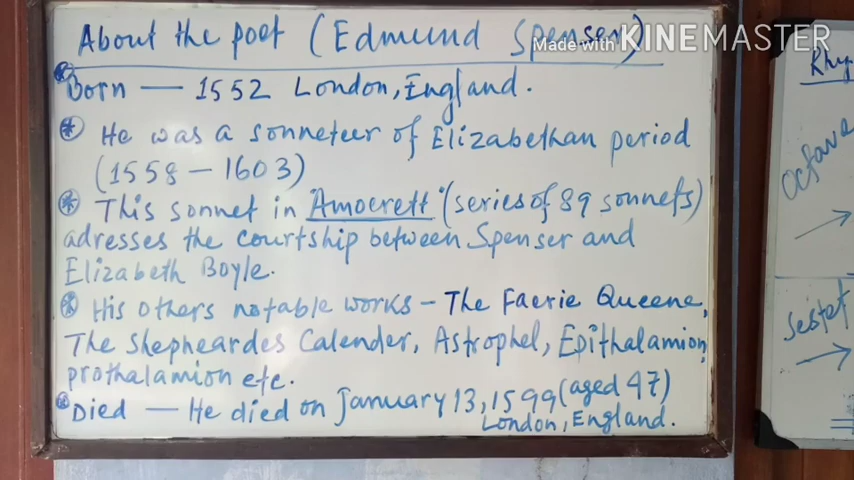 About the poet (Edmund Spenser)
Made with KINEMASTER
Born — 1552 London, England.
He was a sonneteer of Elizabethan period
(1558 – 1603)
This sonnet in "Amocrett" (series of 89 sonnets)
adresses the courtship between Spenser and
Elizabeth Boyle.
His others notable works – The Faerie Queene,
The Shepheardes Calender, Astrophel, Epithalamion,
prothalamion etc.
Died — He died on January 13, 1599 (aged 47)
London, England.
Rhy
Octave
Sestet